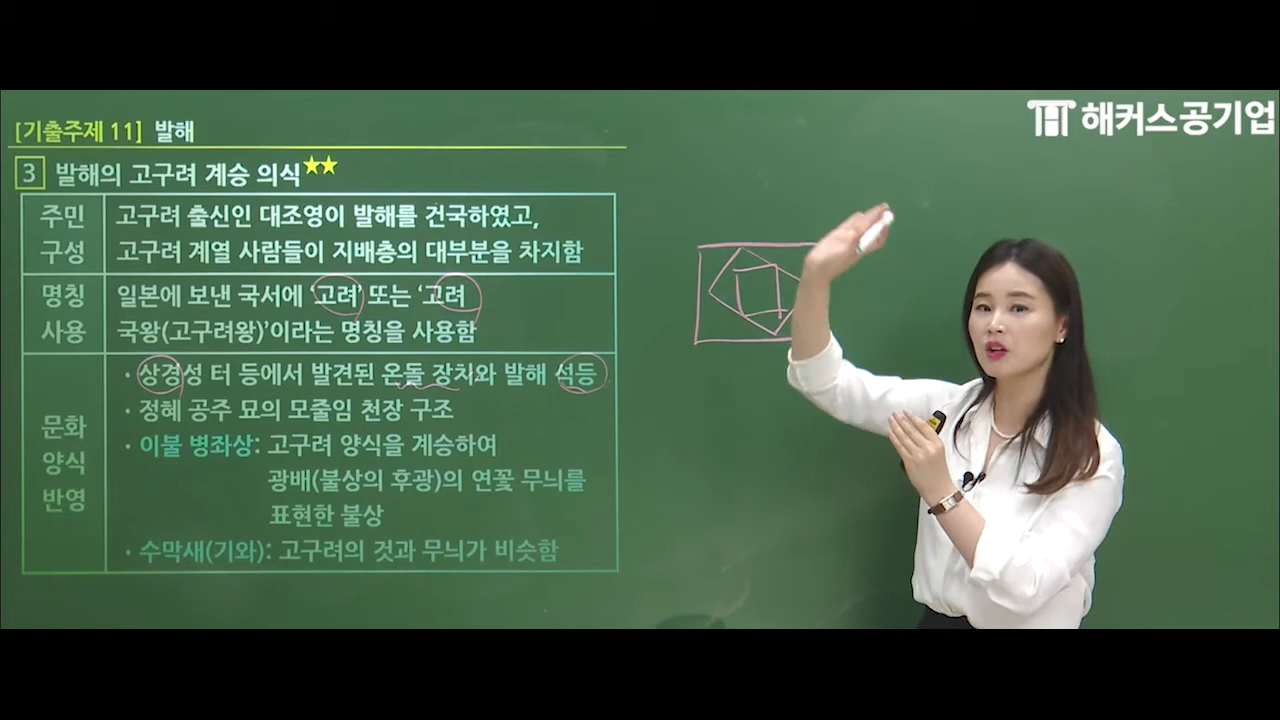 해커스공기업
[기출주제 11] 발해
3 발해의 고구려 계승 의식★★
주민 구성
고구려 출신인 대조영이 발해를 건국하였고,
고구려 계열 사람들이 지배층의 대부분을 차지함
명칭 사용
일본에 보낸 국서에 ‘고려’ 또는 ‘고려
국왕(고구려왕)’이라는 명칭을 사용함
문화 양식 반영
· 상경성 터 등에서 발견된 온돌 장치와 발해 석등
· 정혜 공주 묘의 모줄임 천장 구조
· 이불 병좌상: 고구려 양식을 계승하여
광배(불상의 후광)의 연꽃 무늬를
표현한 불상
· 수막새(기와): 고구려의 것과 무늬가 비슷함